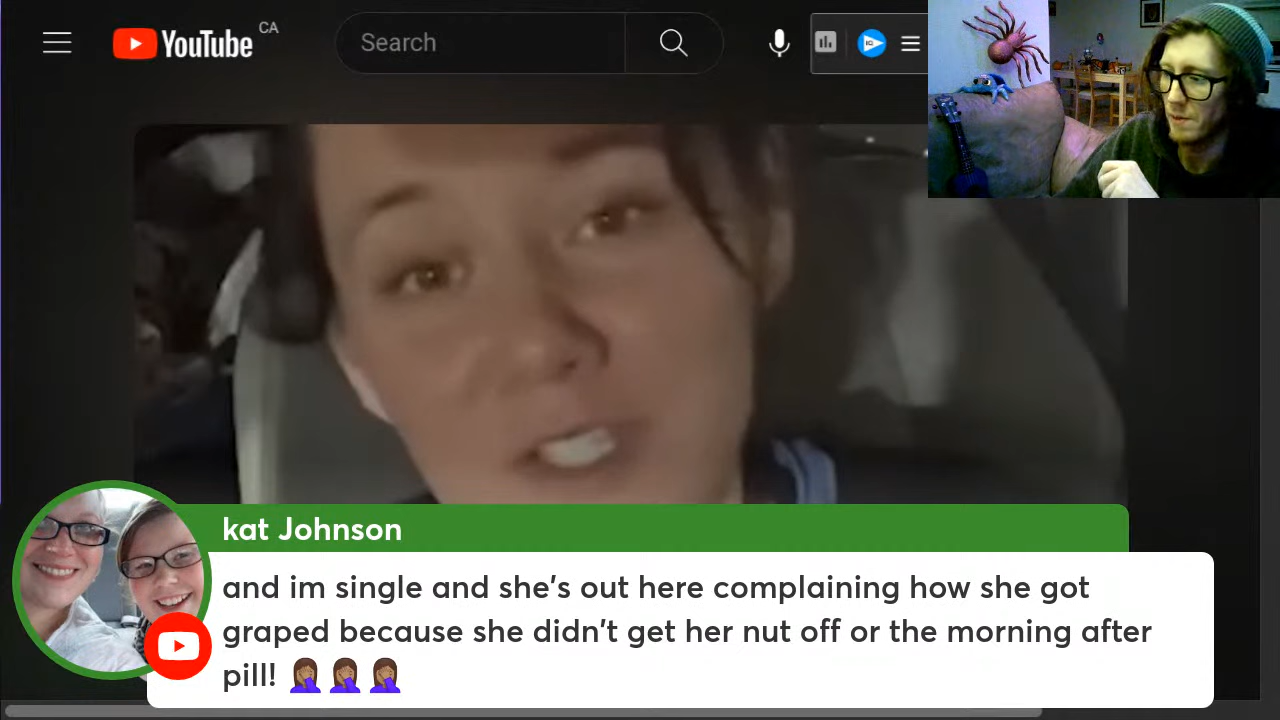 YouTube CA
Search
kat Johnson
and im single and she's out here complaining how she got
graped because she didn't get her nut off or the morning after
pill! 🤦🏾‍♀️🤦🏾‍♀️🤦🏾‍♀️